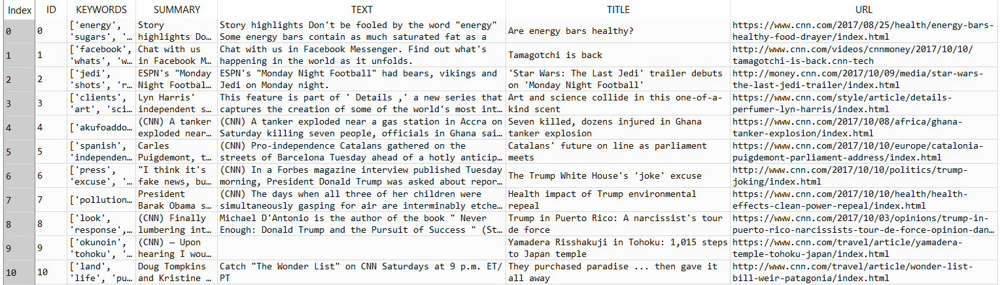 Index ID KEYWORDS SUMMARY TEXT TITLE URL
0 0 ['energy', 'sugars', '… Story highlights Do… Story highlights Don't be fooled by the word "energy" Some energy bars contain as much saturated fat as a Are energy bars healthy? https://www.cnn.com/2017/08/25/health/energy-bars-healthy-food-drayer/index.html
1 1 ['facebook', 'whats', 'w… Chat with us in Facebook M… Chat with us in Facebook Messenger. Find out what's happening in the world as it unfolds. Tamagotchi is back http://www.cnn.com/videos/cnnmoney/2017/10/10/tamagotchi-is-back.cnn-tech
2 2 ['jedi', 'shots', 'r… ESPN's "Monday Night Footbal… ESPN's "Monday Night Football" had bears, vikings and Jedi on Monday night. 'Star Wars: The Last Jedi' trailer debuts on 'Monday Night Football' http://money.cnn.com/2017/10/09/media/star-wars-the-last-jedi-trailer/index.html
3 3 ['clients', 'art', 'sci… Lyn Harris' independent s… This feature is part of ' Details ,' a new series that captures the creation of some of the world's most int… Art and science collide in this one-of-a-kind scent https://www.cnn.com/style/article/details-perfumer-lyn-harris/index.html
4 4 ['akufoaddo… (CNN) A tanker exploded near… (CNN) A tanker exploded near a gas station in Accra on Saturday killing seven people, officials in Ghana sai… Seven killed, dozens injured in Ghana tanker explosion https://www.cnn.com/2017/10/08/africa/ghana-tanker-explosion/index.html
5 5 ['spanish', 'independen… Carles Puigdemont, t… (CNN) Pro-independence Catalans gathered on the streets of Barcelona Tuesday ahead of a hotly anticip… Catalans' future on line as parliament meets https://www.cnn.com/2017/10/10/europe/catalonia-puigdemont-parliament-address/index.html
6 6 ['press', 'excuse', '… "I think it's fake news, bu… (CNN) In a Forbes magazine interview published Tuesday morning, President Donald Trump was asked about repor… The Trump White House's 'joke' excuse http://www.cnn.com/2017/10/10/politics/trump-joking/index.html
7 7 ['pollution… President Barak Obama s… (CNN) The days when all three of her children were simultaneously gasping for air are interminably etche… Health impact of Trump environmental repeal https://www.cnn.com/2017/10/10/health/health-effects-clean-power-repeal/index.html
8 8 ['look', 'response',… (CNN) Finally lumbering int… Michael D'Antonio is the author of the book " Never Enough: Donald Trump and the Pursuit of Success " (St… Trump in Puerto Rico: A narcissist's tour de force https://www.cnn.com/2017/10/03/opinions/trump-in-puerto-rico-narcissists-tour-de-force-opinion-dan…
9 9 ['okunoin', 'tohoku', '… (CNN) — Upon hearing I wou… Yamadera Risshakuji in Tohoku: 1,015 steps to Japan temple http://www.cnn.com/travel/article/yamadera-temple-tohoku-japan/index.html
10 10 ['land', 'life', 'pu… Doug Tompkins and Kristine … Catch "The Wonder List" on CNN Saturdays at 9 p.m. ET/PT They purchased paradise ... then gave it all away http://www.cnn.com/travel/article/wonder-list-bill-weir-patagonia/index.html